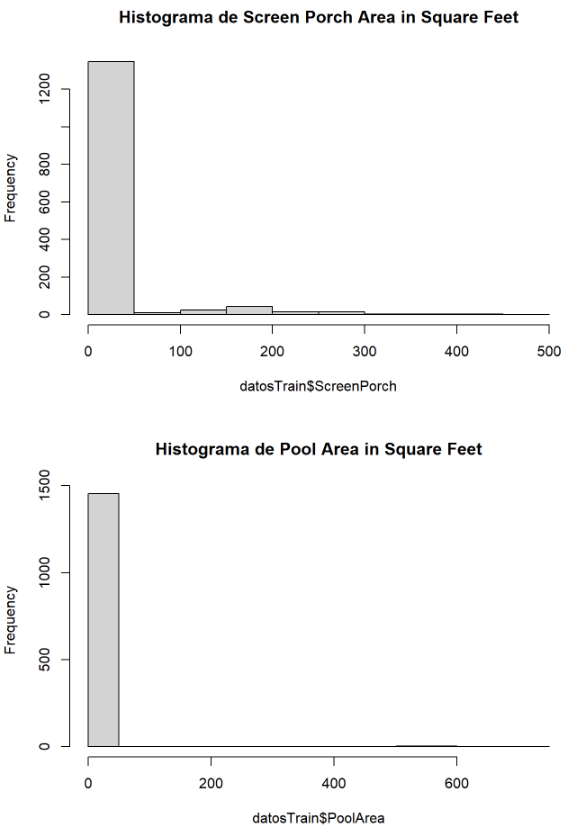 Histograma de Screen Porch Area in Square Feet
Frequency
1200
800
600
400
200
0
0 100 200 300 400 500
datosTrain$ScreenPorch
Histograma de Pool Area in Square Feet
Frequency
1500
1000
500
0
0 200 400 600
datosTrain$PoolArea